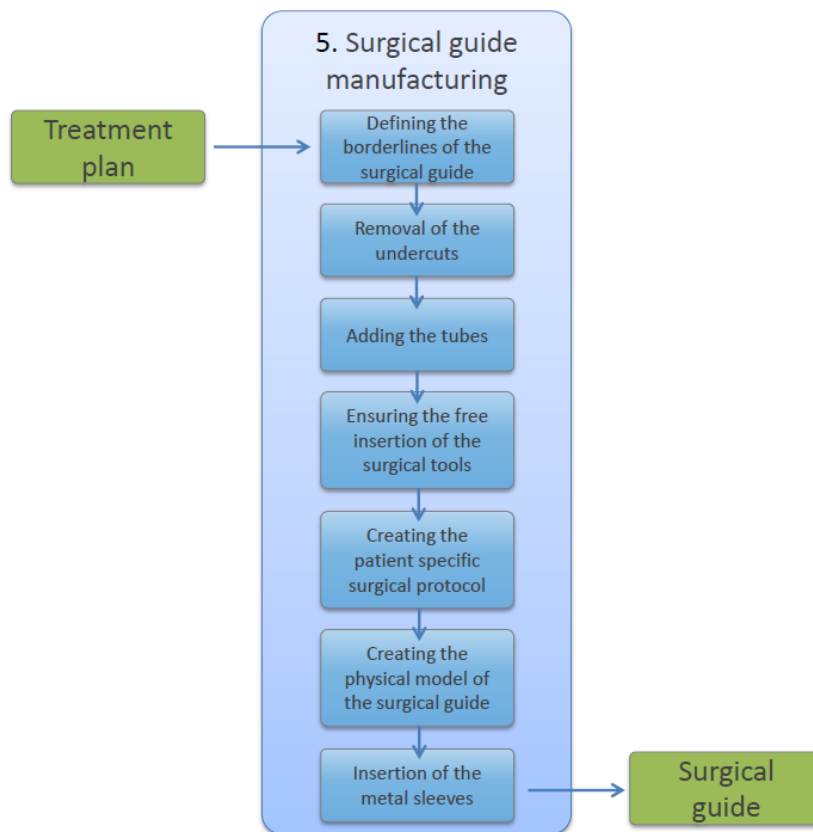 5. Surgical guide
manufacturing
Treatment
plan
Defining the
borderlines of the
surgical guide
Removal of the
undercuts
Adding the tubes
Ensuring the free
insertion of the
surgical tools
Creating the
patient specific
surgical protocol
Creating the
physical model of
the surgical guide
Insertion of the
metal sleeves
Surgical
guide